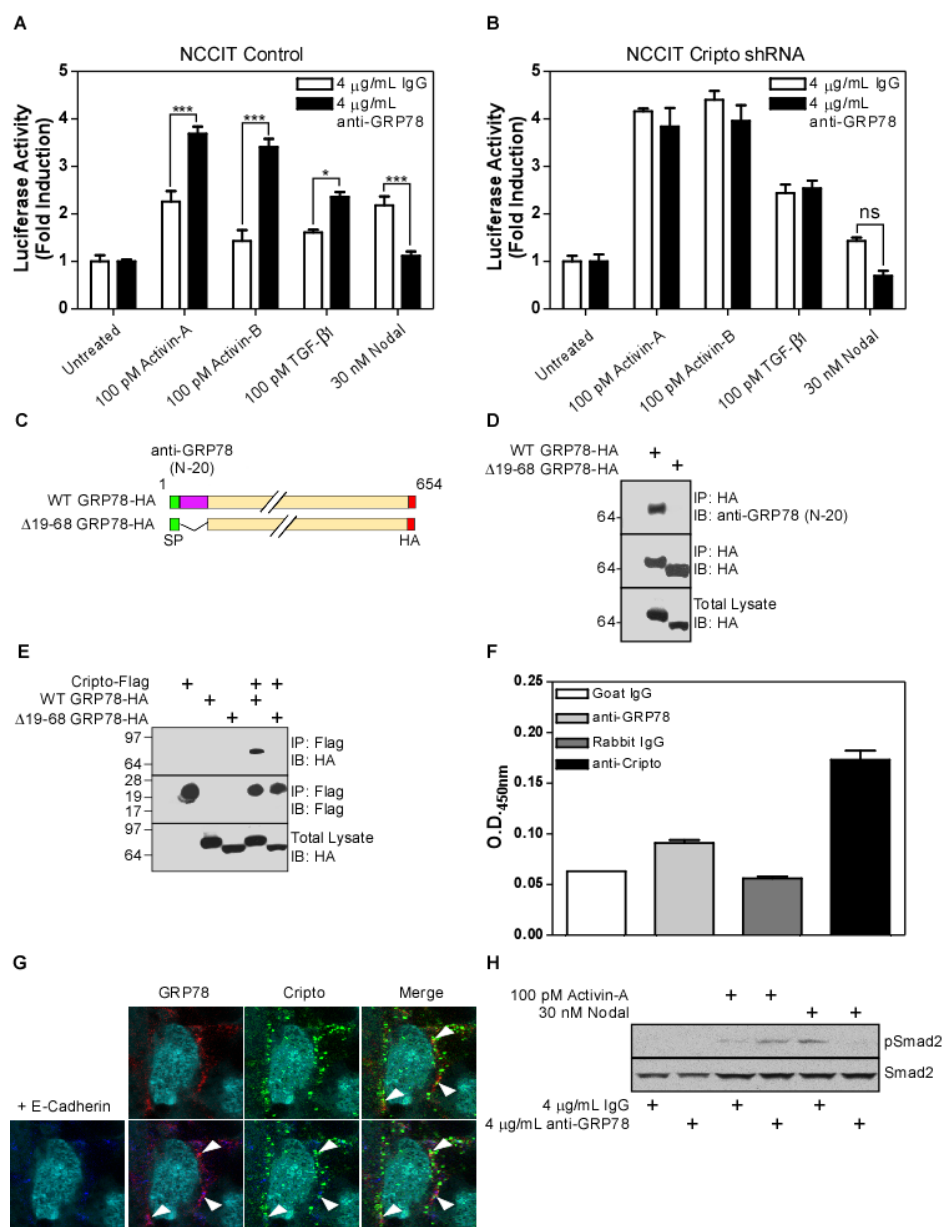 A
NCCIT Control
5
4
3
2
1
0
Luciferase Activity
(Fold Induction)
4 μg/mL IgG
4 μg/mL
anti-GRP78
***
***
*
***
Untreated
100 pM Activin-A
100 pM Activin-B
100 pM TGF-β1
30 nM Nodal
B
NCCIT Cripto shRNA
5
4
3
2
1
0
Luciferase Activity
(Fold Induction)
4 μg/mL IgG
4 μg/mL
anti-GRP78
ns
Untreated
100 pM Activin-A
100 pM Activin-B
100 pM TGF-β1
30 nM Nodal
C
anti-GRP78
(N-20)
1 654
WT GRP78-HA
Δ19-68 GRP78-HA
SP HA
D
WT GRP78-HA +
Δ19-68 GRP78-HA +
64
IP: HA
IB: anti-GRP78 (N-20)
64
IP: HA
IB: HA
64
Total Lysate
IB: HA
E
Cripto-Flag + + +
WT GRP78-HA + +
Δ19-68 GRP78-HA + +
97
64
IP: Flag
IB: HA
28
19
17
IP: Flag
IB: Flag
97
64
Total Lysate
IB: HA
F
0.25
0.20
0.15
0.10
0.05
0.00
O.D.450nm
Goat IgG
anti-GRP78
Rabbit IgG
anti-Cripto
G
GRP78 Cripto Merge
+ E-Cadherin
H
100 pM Activin-A + +
30 nM Nodal + +
pSmad2
Smad2
4 μg/mL IgG + + +
4 μg/mL anti-GRP78 + + +